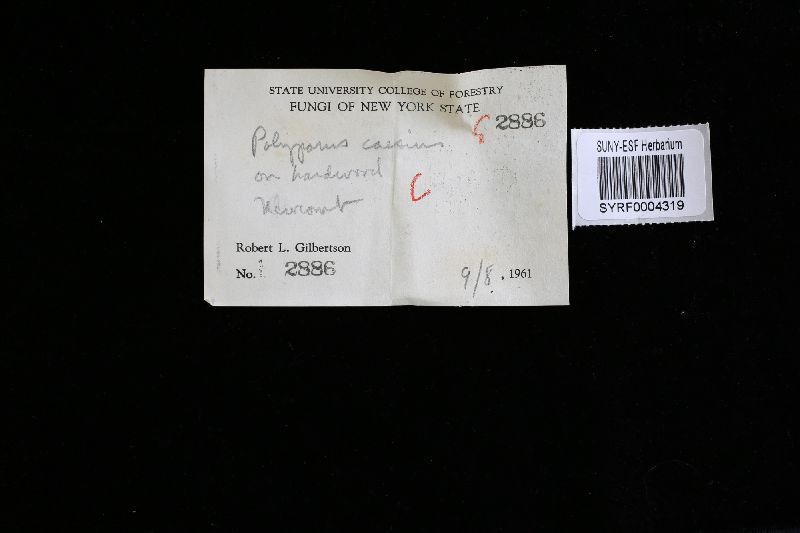 STATE UNIVERSITY COLLEGE OF FORESTRY
FUNGI OF NEW YORK STATE
2886
Polyporus caesius
on hardwood
C
Newcomb
Robert L. Gilbertson
No. 2886
9/8, 1961
SUNY-ESF Herbarium
SYRF0004319